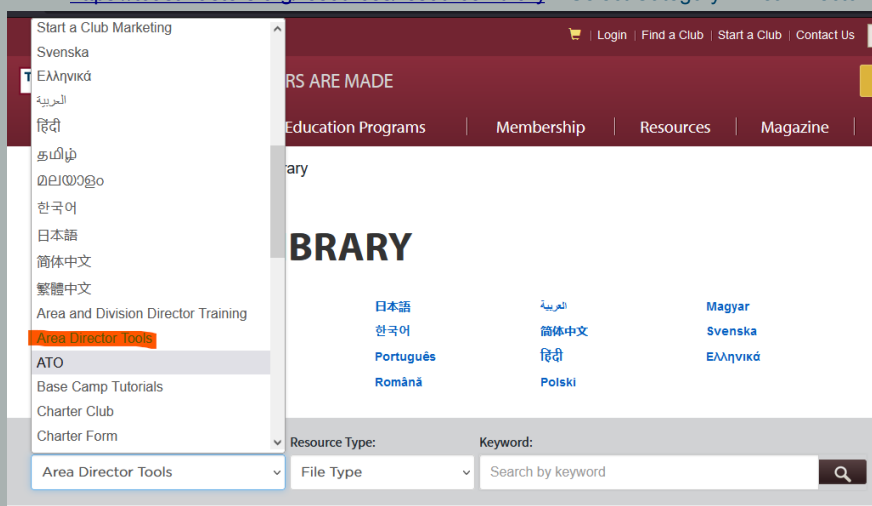 Start a Club Marketing
Login | Find a Club | Start a Club | Contact Us
Svenska
Ελληνικά
RS ARE MADE
العربية
हिंदी
Education Programs | Membership | Resources | Magazine |
தமிழ்
rary
മലയാളം
한국어
日本語
BRARY
简体中文
繁體中文
日本語 العربية Magyar
Area and Division Director Training
한국어 简体中文 Svenska
Area Director Tools
Português हिंदी Ελληνικά
ATO
Română Polski
Base Camp Tutorials
Charter Club
Charter Form
Resource Type: Keyword:
Area Director Tools File Type Search by keyword